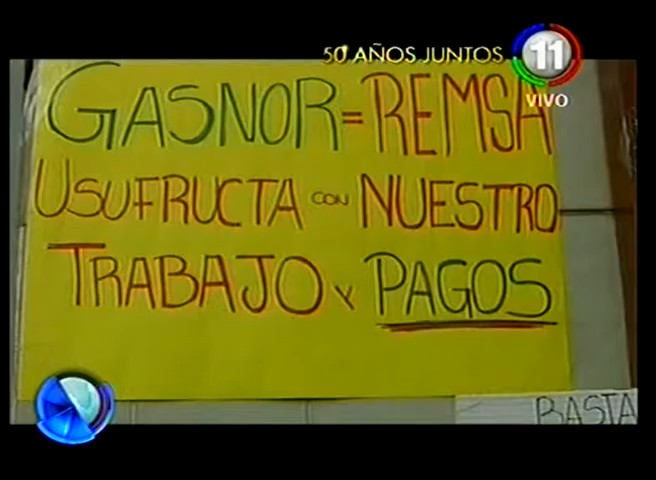 50 AÑOS JUNTOS
11
VIVO
GASNOR = REMSA
USUFRUCTA CON NUESTRO
TRABAJO Y PAGOS
BASTA